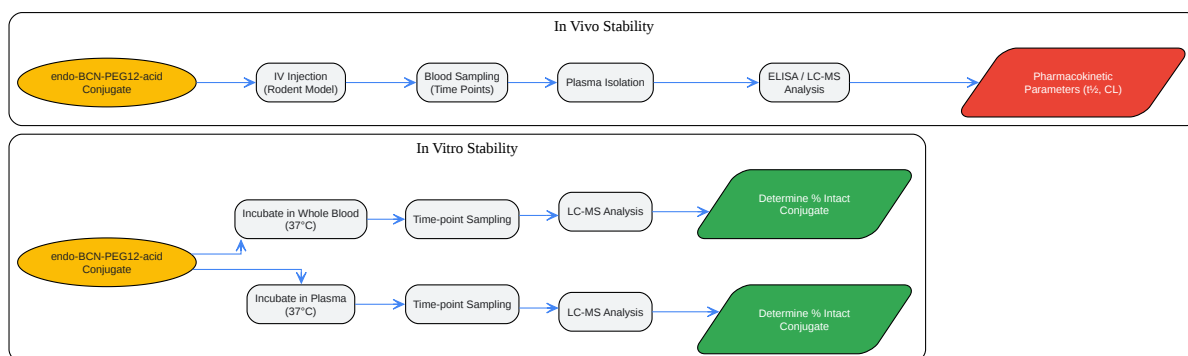 In Vivo Stability
endo-BCN-PEG12-acid
Conjugate
IV Injection
(Rodent Model)
Blood Sampling
(Time Points)
Plasma Isolation
ELISA / LC-MS
Analysis
Pharmacokinetic
Parameters (t½, CL)
In Vitro Stability
endo-BCN-PEG12-acid
Conjugate
Incubate in Whole Blood
(37°C)
Time-point Sampling
LC-MS Analysis
Determine % Intact
Conjugate
Incubate in Plasma
(37°C)
Time-point Sampling
LC-MS Analysis
Determine % Intact
Conjugate